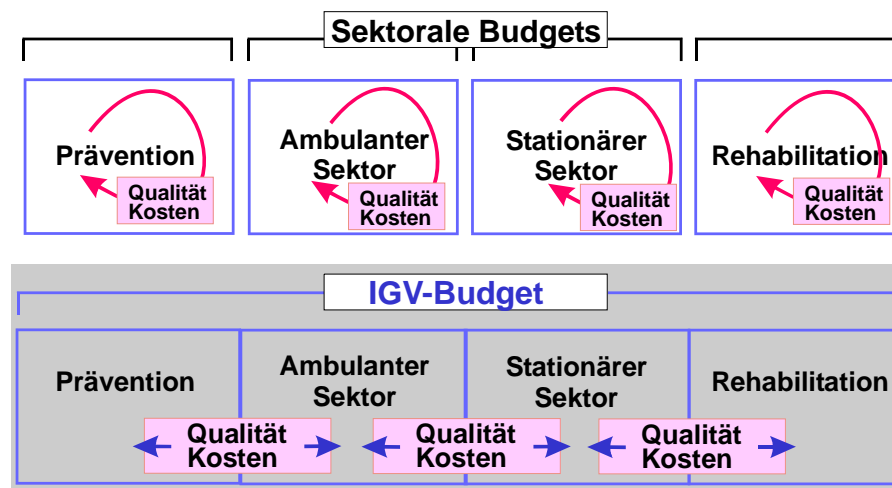 Sektorale Budgets
Prävention
Qualität
Kosten
Ambulanter
Sektor
Qualität
Kosten
Stationärer
Sektor
Qualität
Kosten
Rehabilitation
Qualität
Kosten
IGV-Budget
Prävention
Ambulanter
Sektor
Stationärer
Sektor
Rehabilitation
Qualität
Kosten
Qualität
Kosten
Qualität
Kosten